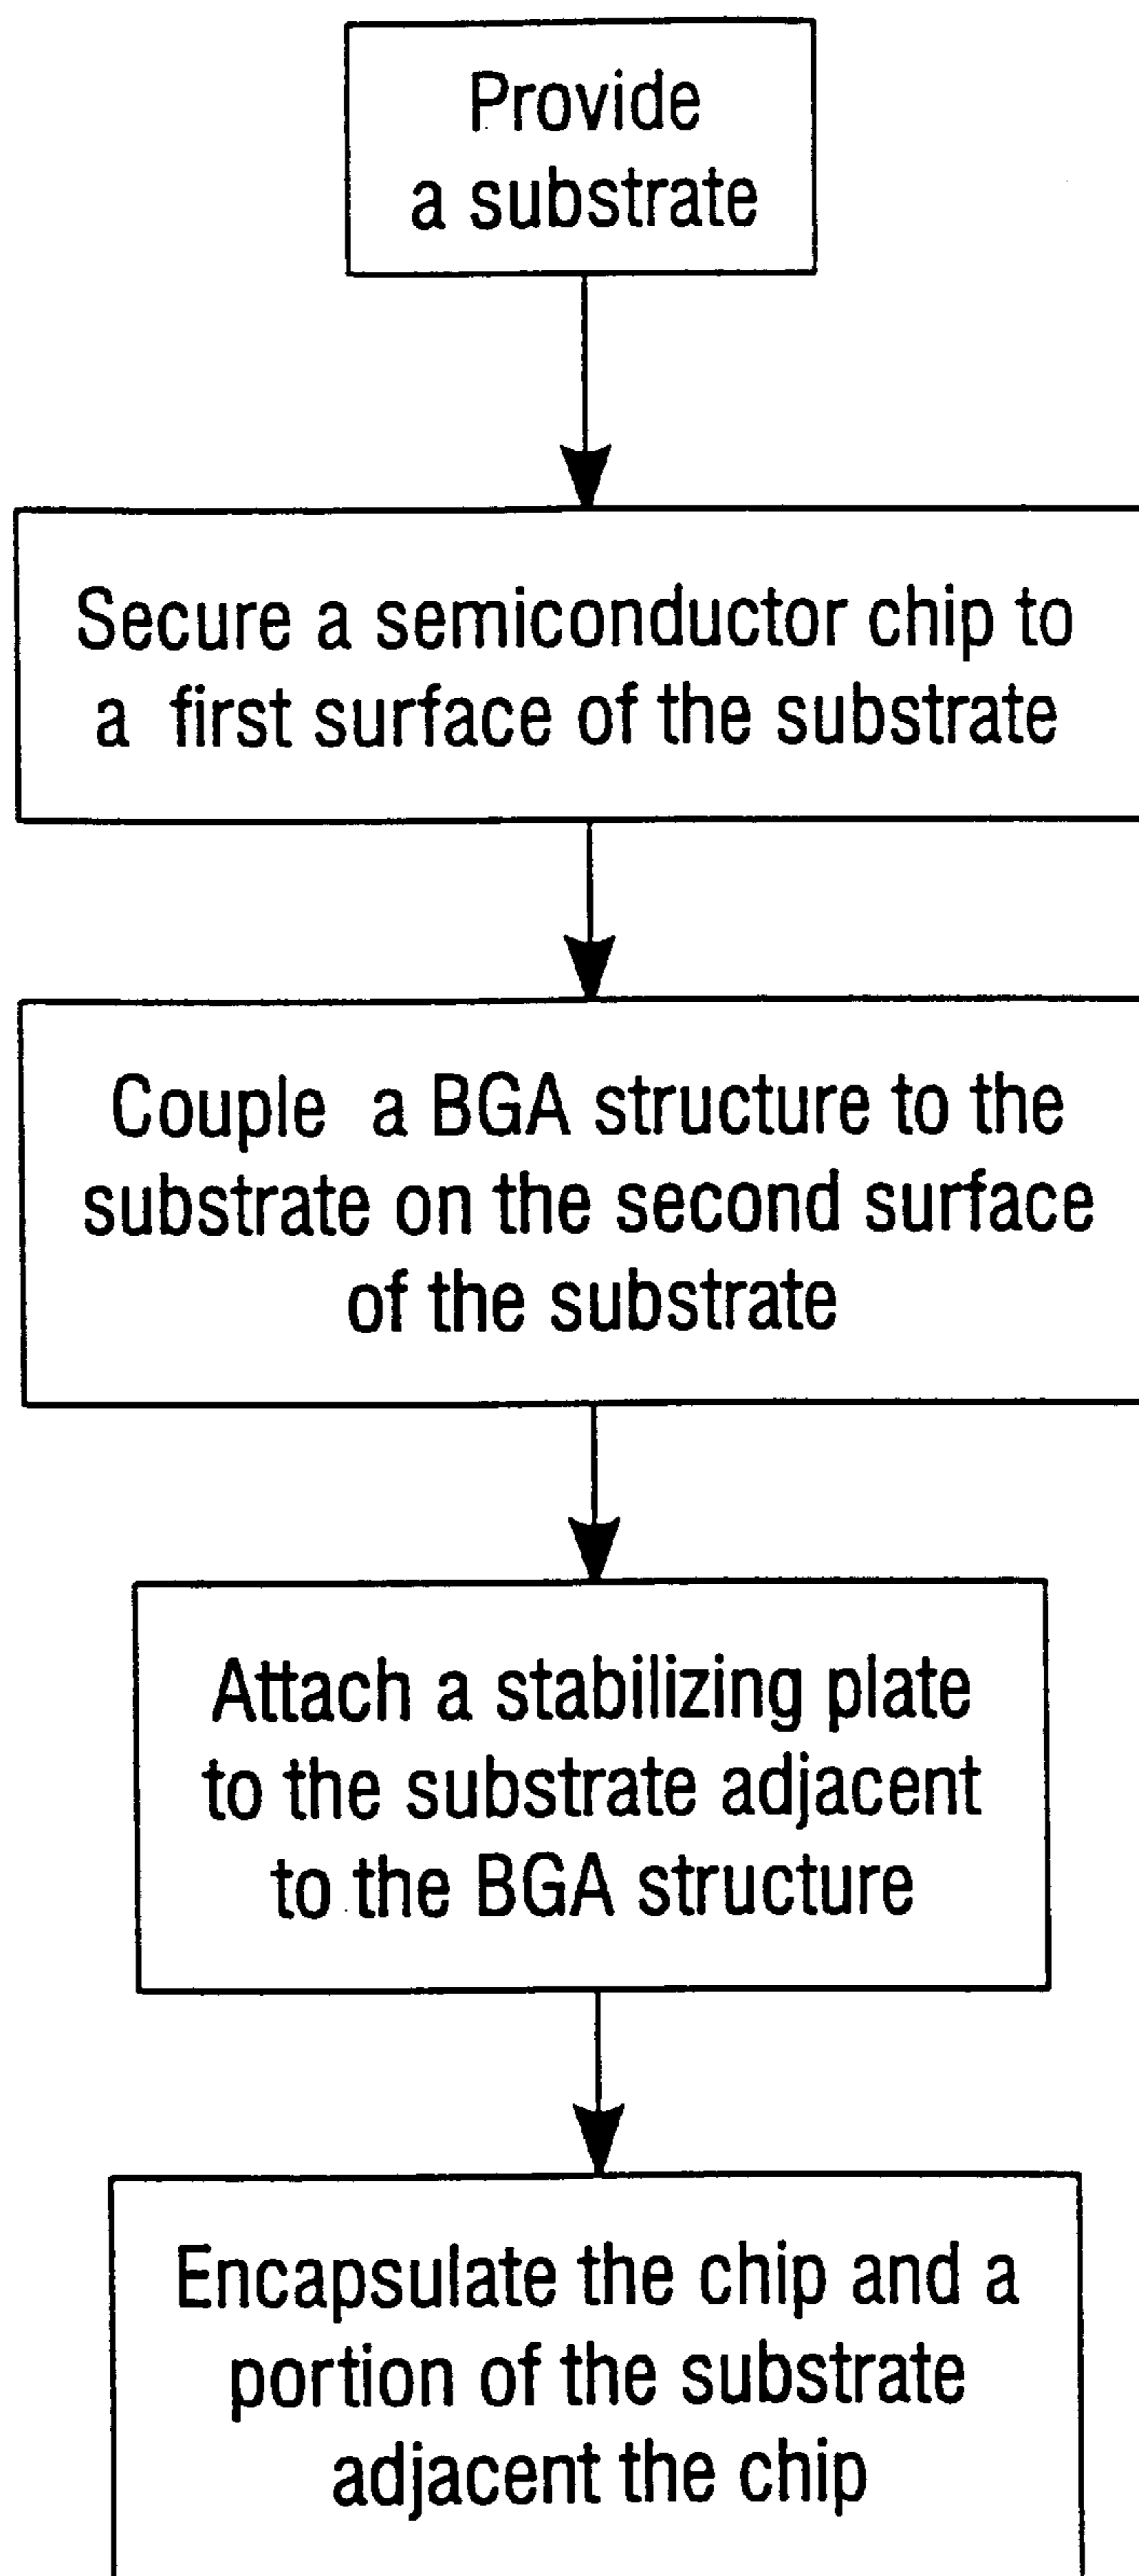 Provide
a substrate
Secure a semiconductor chip to
a first surface of the substrate
Couple a BGA structure to the
substrate on the second surface
of the substrate
Attach a stabilizing plate
to the substrate adjacent
to the BGA structure
Encapsulate the chip and a
portion of the substrate
adjacent the chip